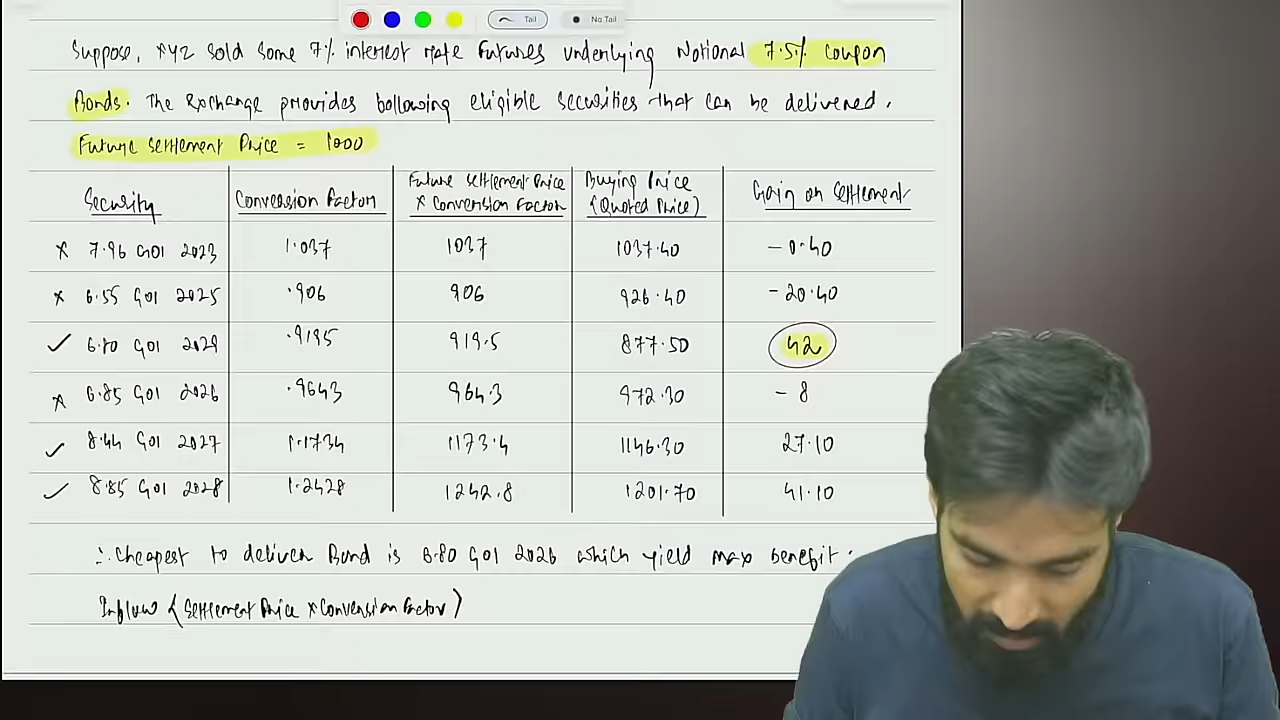 Tail No Tail
Suppose, XYZ sold some 7% interest rate Futures underlying Notional 7.5% coupon
Bonds. The Exchange provides following eligible securities that can be delivered.
Future Settlement Price = 1000
Security Conversion Factor Future Settlement Price X Conversion Factor Buying Price (Quoted Price) Gain on Settlement
x 7.96 GOI 2023 1.037 1037 1037.40 -0.40
x 6.55 GOI 2025 .906 906 926.40 -20.40
✓ 6.80 GOI 2029 .9195 919.5 877.50 42
x 6.85 GOI 2026 .9643 964.3 972.30 -8
✓ 8.44 GOI 2027 1.1734 1173.4 1146.30 27.10
✓ 8.85 GOI 2028 1.2428 1242.8 1201.70 41.10
∴ Cheapest to deliver Bond is 6.80 GOI 2026 which yield max benefit.
Inflow (Settlement Price X Conversion Factor)